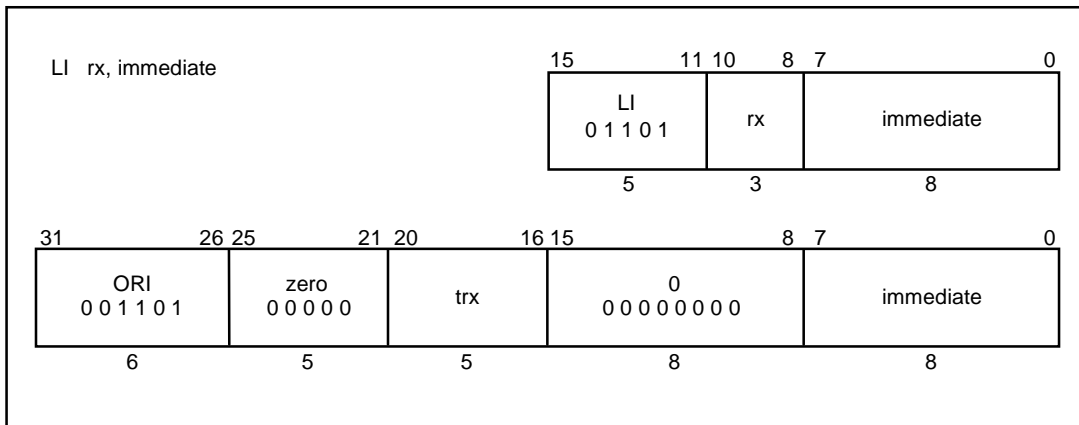 LI rx, immediate
15 11 10 8 7 0
LI rx immediate
0 1 1 0 1
5 3 8
31 26 25 21 20 16 15 8 7 0
ORI zero trx 0 immediate
0 0 1 1 0 1 0 0 0 0 0 0 0 0 0 0 0 0 0
6 5 5 8 8